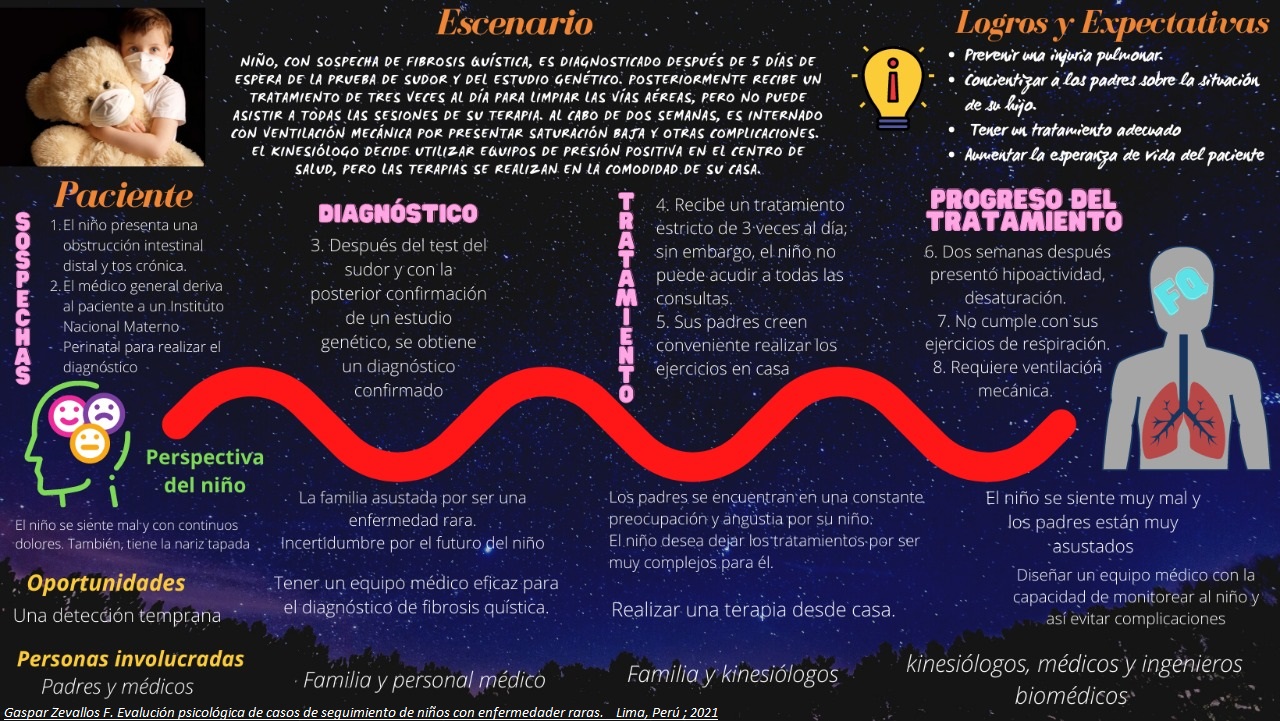 Escenario
NIÑO, CON SOSPECHA DE FIBROSIS QUÍSTICA, ES DIAGNOSTICADO DESPUÉS DE 5 DÍAS DE
ESPERA DE LA PRUEBA DE SUDOR Y DEL ESTUDIO GENÉTICO. POSTERIORMENTE RECIBE UN
TRATAMIENTO DE TRES VECES AL DÍA PARA LIMPIAR LAS VÍAS AÉREAS, PERO NO PUEDE
ASISTIR A TODAS LAS SESIONES DE SU TERAPIA. AL CABO DE DOS SEMANAS, ES INTERNADO
CON VENTILACIÓN MECÁNICA POR PRESENTAR SATURACIÓN BAJA Y OTRAS COMPLICACIONES.
EL KINESIÓLOGO DECIDE UTILIZAR EQUIPOS DE PRESIÓN POSITIVA EN EL CENTRO DE
SALUD, PERO LAS TERAPIAS SE REALIZAN EN LA COMODIDAD DE SU CASA.
Logros y Expectativas
• Prevenir una injuria pulmonar.
• Concientizar a los padres sobre la situación
de su hijo.
• Tener un tratamiento adecuado
• Aumentar la esperanza de vida del paciente
Paciente
SOSPECHAS
1. El niño presenta una
obstrucción intestinal
distal y tos crónica.
2. El médico general deriva
al paciente a un Instituto
Nacional Materno
Perinatal para realizar el
diagnóstico
DIAGNÓSTICO
3. Después del test del
sudor y con la
posterior confirmación
de un estudio
genético, se obtiene
un diagnóstico
confirmado
TRATAMIENTO
4. Recibe un tratamiento
estricto de 3 veces al día;
sin embargo, el niño no
puede acudir a todas las
consultas.
5. Sus padres creen
conveniente realizar los
ejercicios en casa
PROGRESO DEL
TRATAMIENTO
6. Dos semanas después
presentó hipoactividad,
desaturación.
7. No cumple con sus
ejercicios de respiración.
8. Requiere ventilación
mecánica.
FQ
Perspectiva
del niño
El niño se siente mal y con continuos
dolores. También, tiene la nariz tapada
La familia asustada por ser una
enfermedad rara.
Incertidumbre por el futuro del niño
Los padres se encuentran en una constante
preocupación y angustia por su niño.
El niño desea dejar los tratamientos por ser
muy complejos para él.
El niño se siente muy mal y
los padres están muy
asustados
Oportunidades
Una detección temprana
Tener un equipo médico eficaz para
el diagnóstico de fibrosis quística.
Realizar una terapia desde casa.
Diseñar un equipo médico con la
capacidad de monitorear al niño y
así evitar complicaciones
Personas involucradas
Padres y médicos
Familia y personal médico
Familia y kinesiólogos
kinesiólogos, médicos y ingenieros
biomédicos
Gaspar Zevallos F. Evalución psicológica de casos de seguimiento de niños con enfermedader raras. Lima, Perú ; 2021